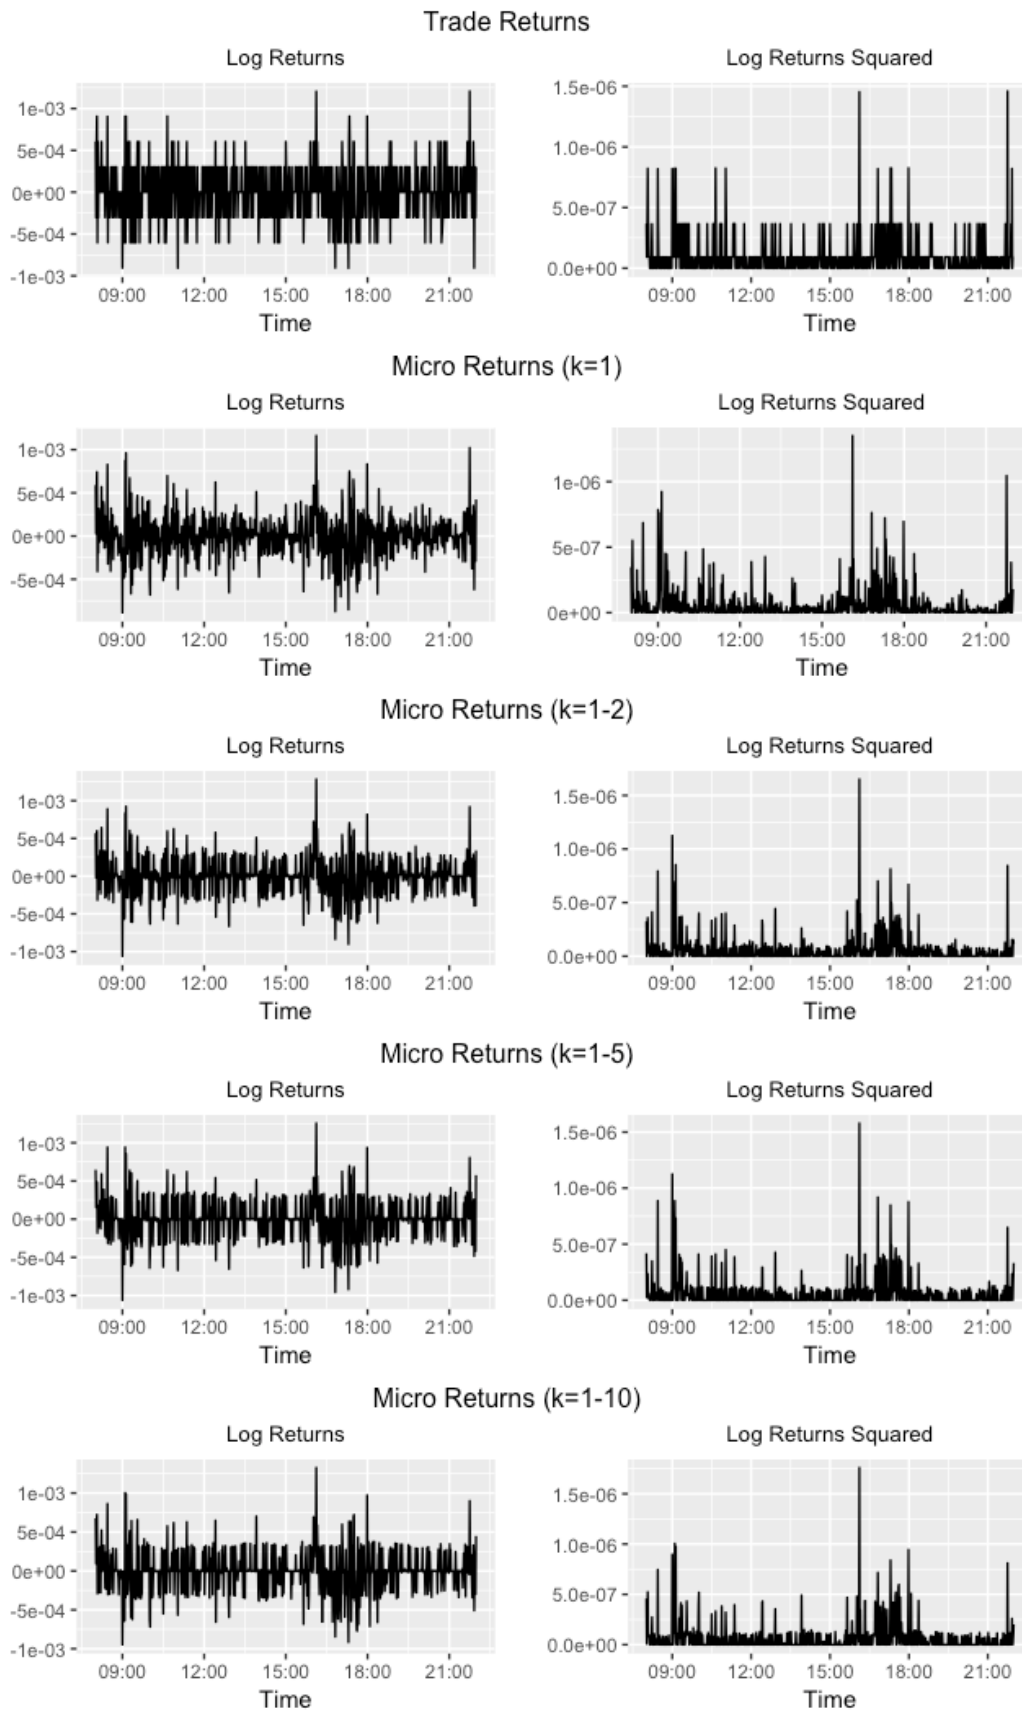 Trade Returns
Log Returns
Log Returns Squared
1e-03
5e-04
0e+00
-5e-04
-1e-03
09:00 12:00 15:00 18:00 21:00
Time
1.5e-06
1.0e-06
5.0e-07
0.0e+00
09:00 12:00 15:00 18:00 21:00
Time
Micro Returns (k=1)
Log Returns
Log Returns Squared
1e-03
5e-04
0e+00
-5e-04
09:00 12:00 15:00 18:00 21:00
Time
1e-06
5e-07
0e+00
09:00 12:00 15:00 18:00 21:00
Time
Micro Returns (k=1-2)
Log Returns
Log Returns Squared
1e-03
5e-04
0e+00
-5e-04
-1e-03
09:00 12:00 15:00 18:00 21:00
Time
1.5e-06
1.0e-06
5.0e-07
0.0e+00
09:00 12:00 15:00 18:00 21:00
Time
Micro Returns (k=1-5)
Log Returns
Log Returns Squared
1e-03
5e-04
0e+00
-5e-04
-1e-03
09:00 12:00 15:00 18:00 21:00
Time
1.5e-06
1.0e-06
5.0e-07
0.0e+00
09:00 12:00 15:00 18:00 21:00
Time
Micro Returns (k=1-10)
Log Returns
Log Returns Squared
1e-03
5e-04
0e+00
-5e-04
-1e-03
09:00 12:00 15:00 18:00 21:00
Time
1.5e-06
1.0e-06
5.0e-07
0.0e+00
09:00 12:00 15:00 18:00 21:00
Time